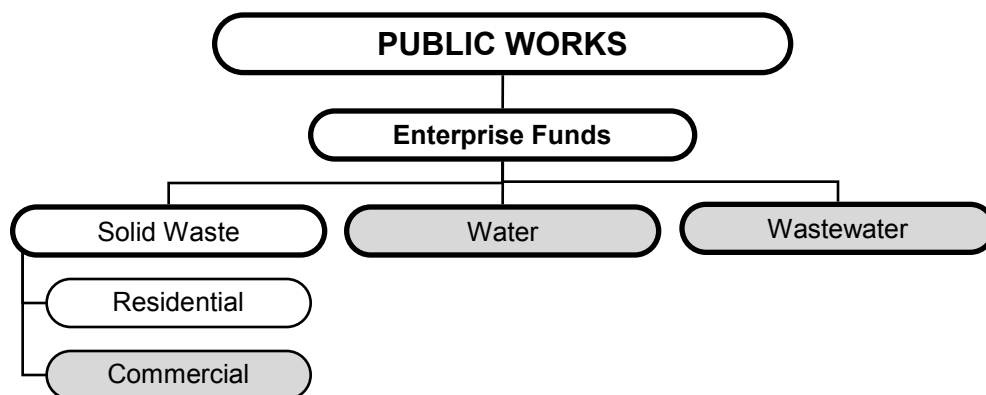 PUBLIC WORKS
Enterprise Funds
Solid Waste
Water
Wastewater
Residential
Commercial